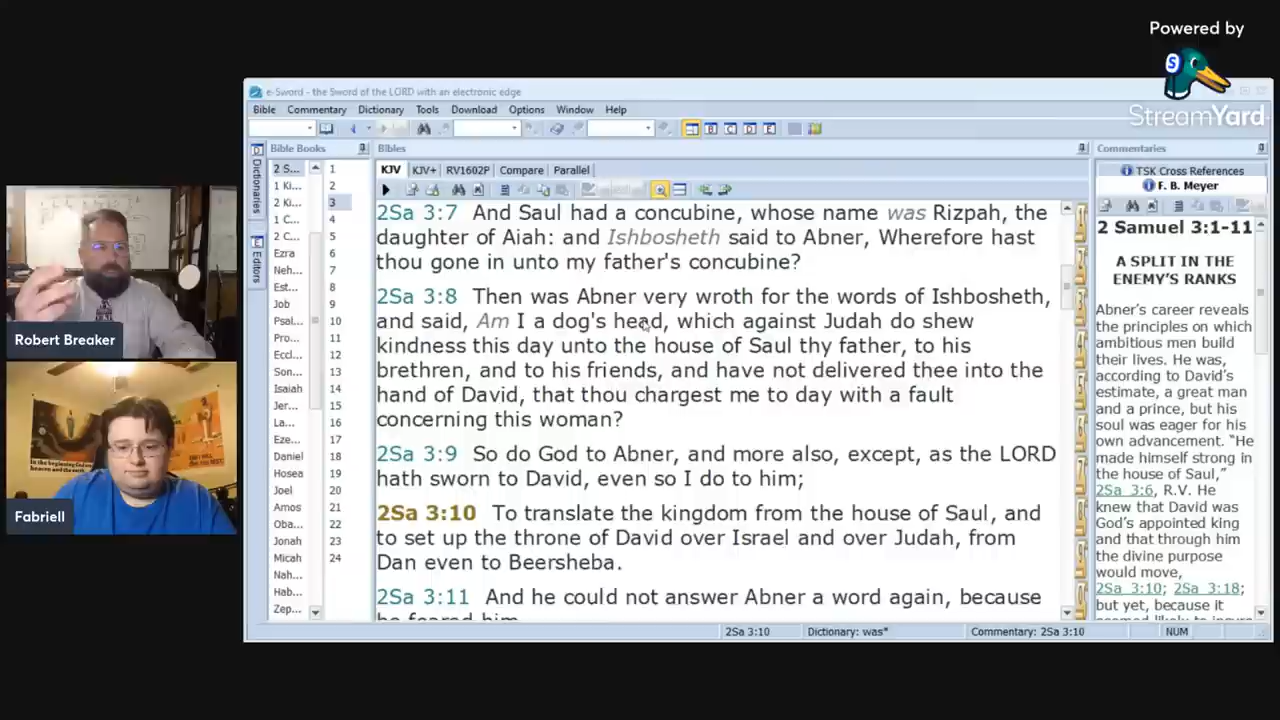 Powered by
StreamYard
e-Sword - the Sword of the LORD with an electronic edge
Bible Commentary Dictionary Tools Download Options Window Help
Bible Books
Bibles
Commentaries
Dictionaries
Editors
KJV KJV+ RV1602P Compare Parallel
TSK Cross References
F. B. Meyer
2 S...
1 Ki...
2 Ki...
1 C...
2 C...
Ezra
Neh...
Est...
Job
Psal...
Pro...
Eccl...
Son...
Isaiah
Jer...
La...
Eze...
Daniel
Hosea
Joel
Amos
Oba...
Jonah
Micah
Nah...
Hab...
Zep...
1
2
3
4
5
6
7
8
9
10
11
12
13
14
15
16
17
18
19
20
21
22
23
24
2Sa 3:7 And Saul had a concubine, whose name was Rizpah, the
daughter of Aiah: and Ishbosheth said to Abner, Wherefore hast
thou gone in unto my father's concubine?
2Sa 3:8 Then was Abner very wroth for the words of Ishbosheth,
and said, Am I a dog's head, which against Judah do shew
kindness this day unto the house of Saul thy father, to his
brethren, and to his friends, and have not delivered thee into the
hand of David, that thou chargest me to day with a fault
concerning this woman?
2Sa 3:9 So do God to Abner, and more also, except, as the LORD
hath sworn to David, even so I do to him;
2Sa 3:10 To translate the kingdom from the house of Saul, and
to set up the throne of David over Israel and over Judah, from
Dan even to Beersheba.
2Sa 3:11 And he could not answer Abner a word again, because
he feared him.
2 Samuel 3:1-11
A SPLIT IN THE
ENEMY'S RANKS
Abner's career reveals
the principles on which
ambitious men build
their lives. He was,
according to David's
estimate, a great man
and a prince, but his
soul was eager for his
own advancement. "He
made himself strong in
the house of Saul,"
2Sa 3:6, R.V. He
knew that David was
God's appointed king
and that through him
the divine purpose
would move,
2Sa 3:10; 2Sa 3:18;
but yet, because it
2Sa 3:10
Dictionary: was*
Commentary: 2Sa 3:10
NUM
Robert Breaker
Fabriell